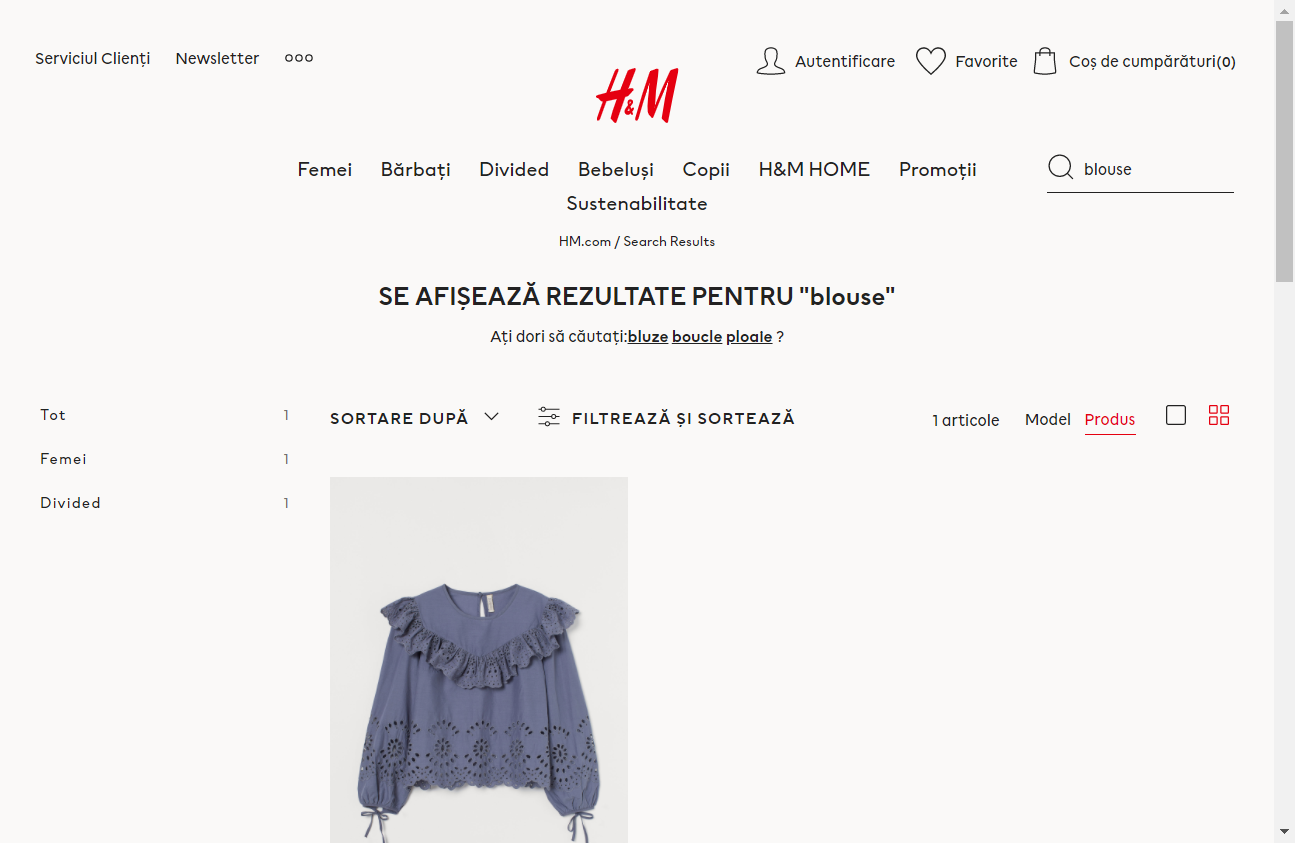 Serviciul Clienți Newsletter
Autentificare Favorite Coș de cumpărături(0)
H&M
Femei Bărbați Divided Bebeluși Copii H&M HOME Promoții
Sustenabilitate
blouse
HM.com / Search Results
SE AFIȘEAZĂ REZULTATE PENTRU "blouse"
Ați dori să căutați:bluze boucle ploaIe ?
Tot 1
Femei 1
Divided 1
SORTARE DUPĂ FILTREAZĂ ȘI SORTEAZĂ 1 articole Model Produs